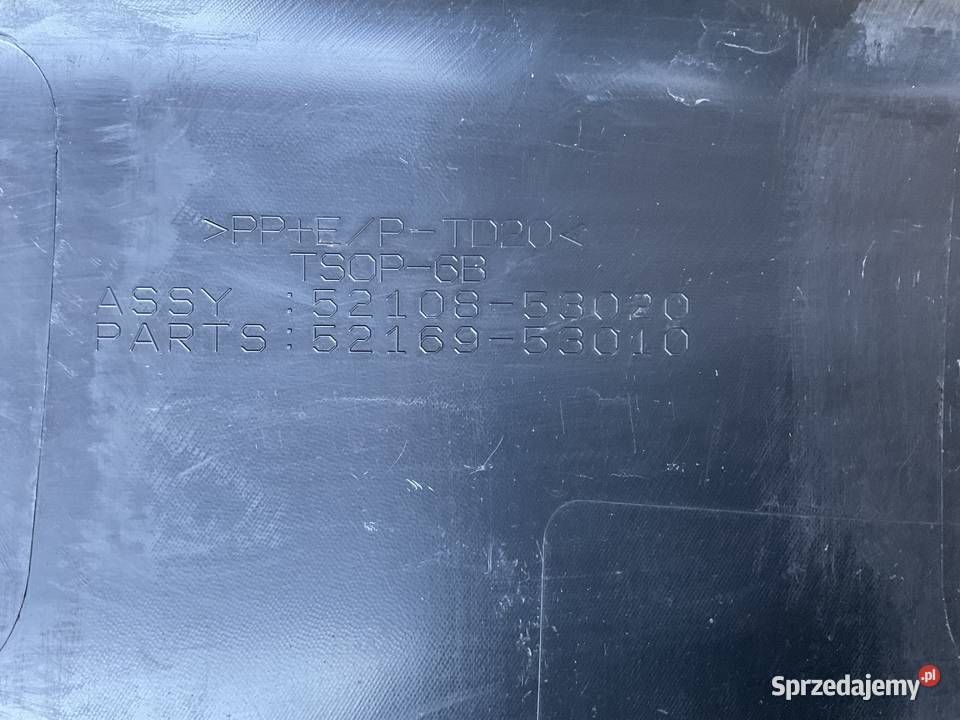 >PP+E/P-TD20<
TSOP-6B
ASSY :52108-53020
PARTS:52169-53010
Sprzedajemy.pl